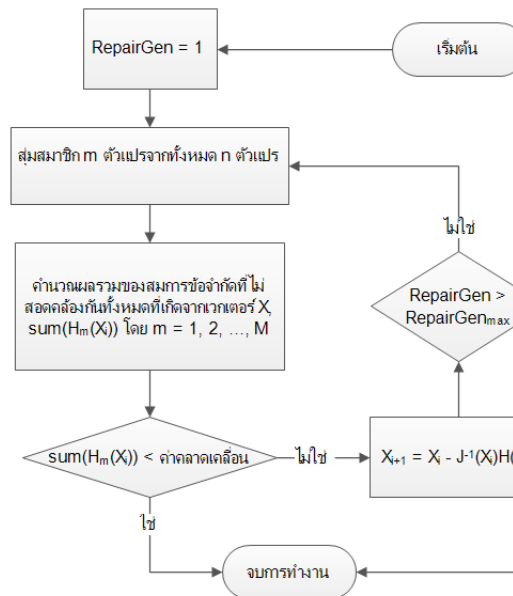 เริ่มต้น
RepairGen = 1
สุ่มสมาชิก m ตัวแปรจากทั้งหมด n ตัวแปร
คำนวณผลรวมของสมการข้อจำกัดที่ไม่
สอดคล้องกันทั้งหมดที่เกิดจากเวกเตอร์ Xᵢ
sum(Hₘ(Xᵢ)) โดย m = 1, 2, ..., M
sum(Hₘ(Xᵢ)) < ค่าคลาดเคลื่อน
ไม่ใช่
Xᵢ₊₁ = Xᵢ - J⁻¹(Xᵢ)H(
RepairGen >
RepairGenₘₐₓ
ไม่ใช่
ใช่
จบการทำงาน